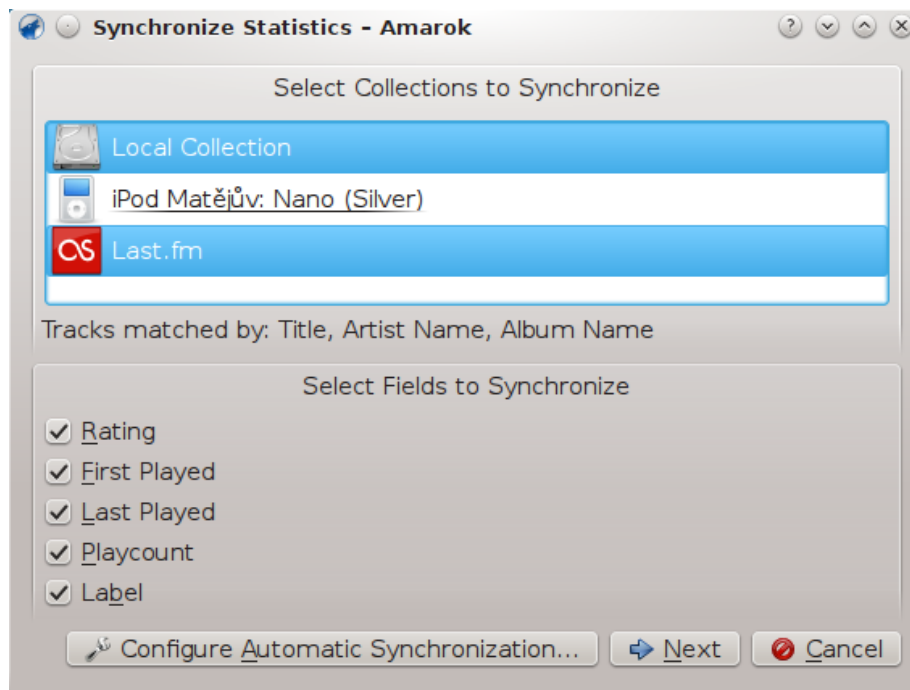 Synchronize Statistics – Amarok
Select Collections to Synchronize
Local Collection
iPod Matějův: Nano (Silver)
Last.fm
Tracks matched by: Title, Artist Name, Album Name
Select Fields to Synchronize
Rating
First Played
Last Played
Playcount
Label
Configure Automatic Synchronization... Next Cancel